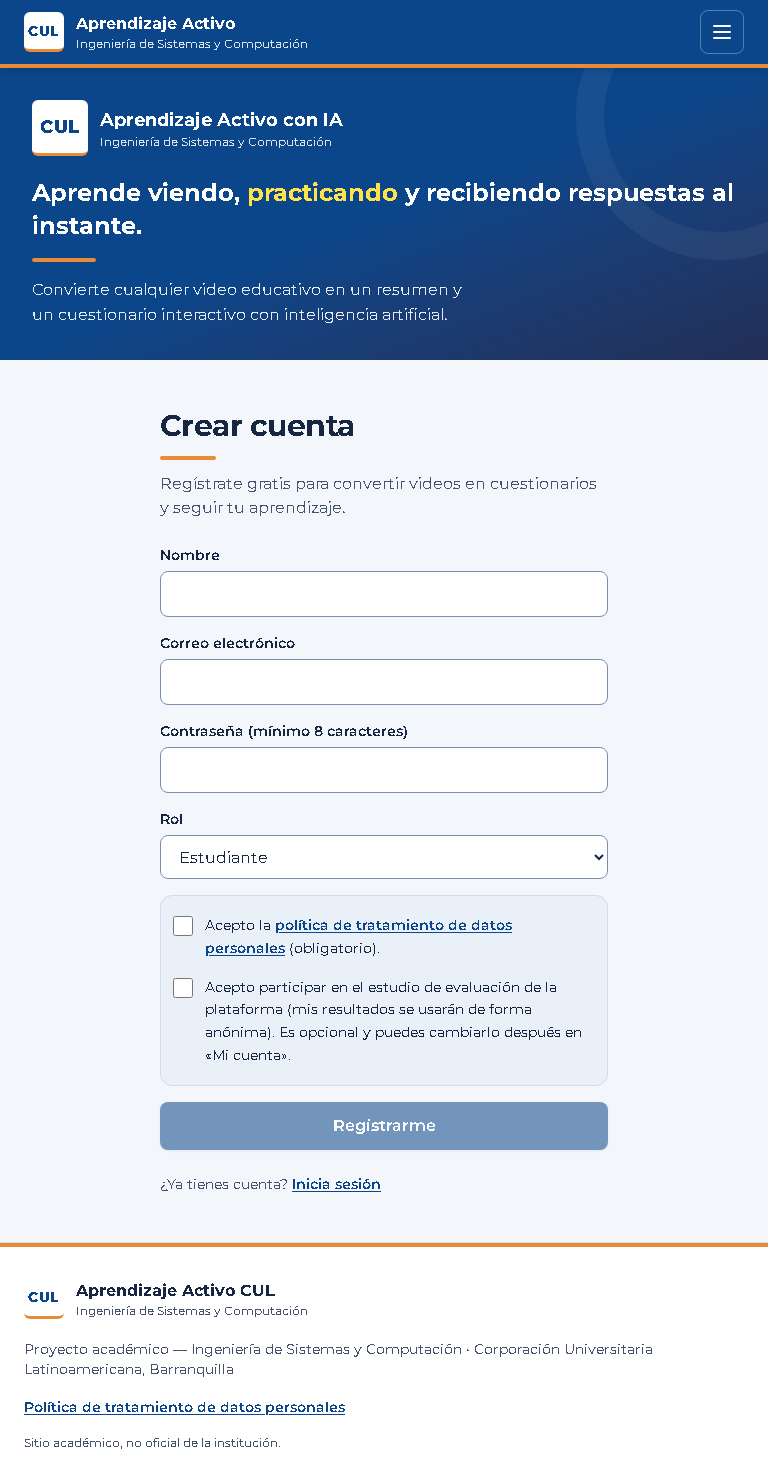 CUL
Aprendizaje Activo
Ingeniería de Sistemas y Computación
CUL
Aprendizaje Activo con IA
Ingeniería de Sistemas y Computación
Aprende viendo, practicando y recibiendo respuestas al
instante.
Convierte cualquier video educativo en un resumen y
un cuestionario interactivo con inteligencia artificial.
Crear cuenta
Regístrate gratis para convertir videos en cuestionarios
y seguir tu aprendizaje.
Nombre
Correo electrónico
Contraseña (mínimo 8 caracteres)
Rol
Estudiante
Acepto la política de tratamiento de datos
personales (obligatorio).
Acepto participar en el estudio de evaluación de la
plataforma (mis resultados se usarán de forma
anónima). Es opcional y puedes cambiarlo después en
«Mi cuenta».
Registrarme
¿Ya tienes cuenta? Inicia sesión
CUL
Aprendizaje Activo CUL
Ingeniería de Sistemas y Computación
Proyecto académico — Ingeniería de Sistemas y Computación · Corporación Universitaria
Latinoamericana, Barranquilla
Política de tratamiento de datos personales
Sitio académico, no oficial de la institución.